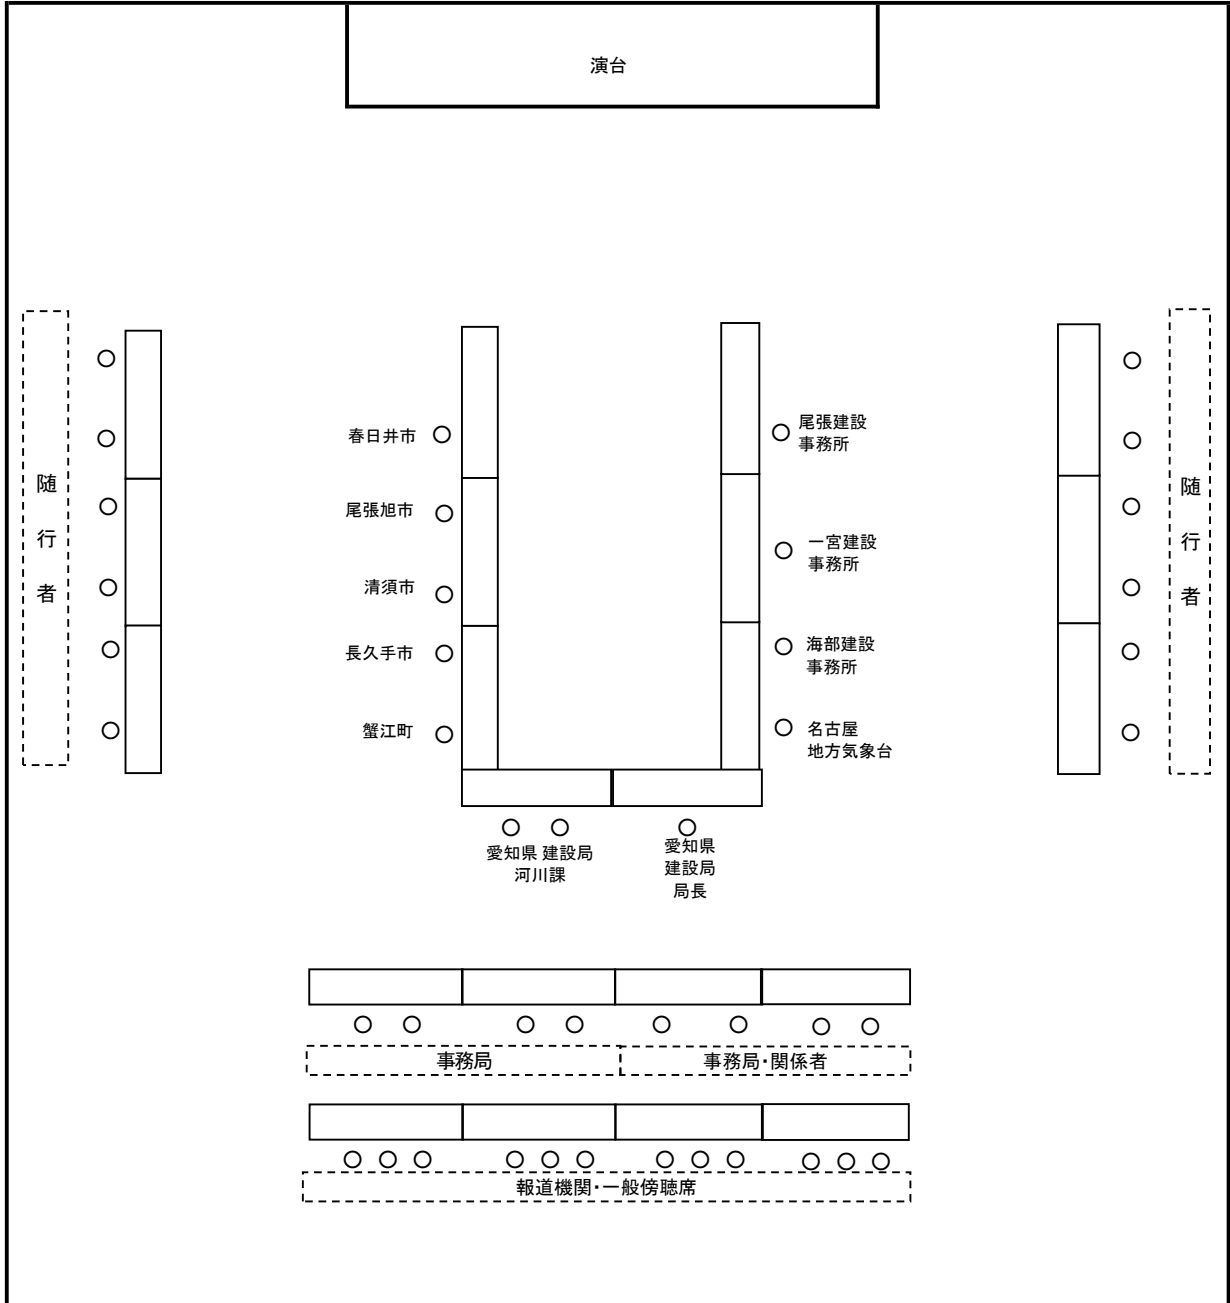 演台
随行者
春日井市
尾張旭市
清須市
長久手市
蟹江町
尾張建設
事務所
一宮建設
事務所
海部建設
事務所
名古屋
地方気象台
随行者
愛知県 建設局
河川課
愛知県
建設局
局長
事務局
事務局・関係者
報道機関・一般傍聴席